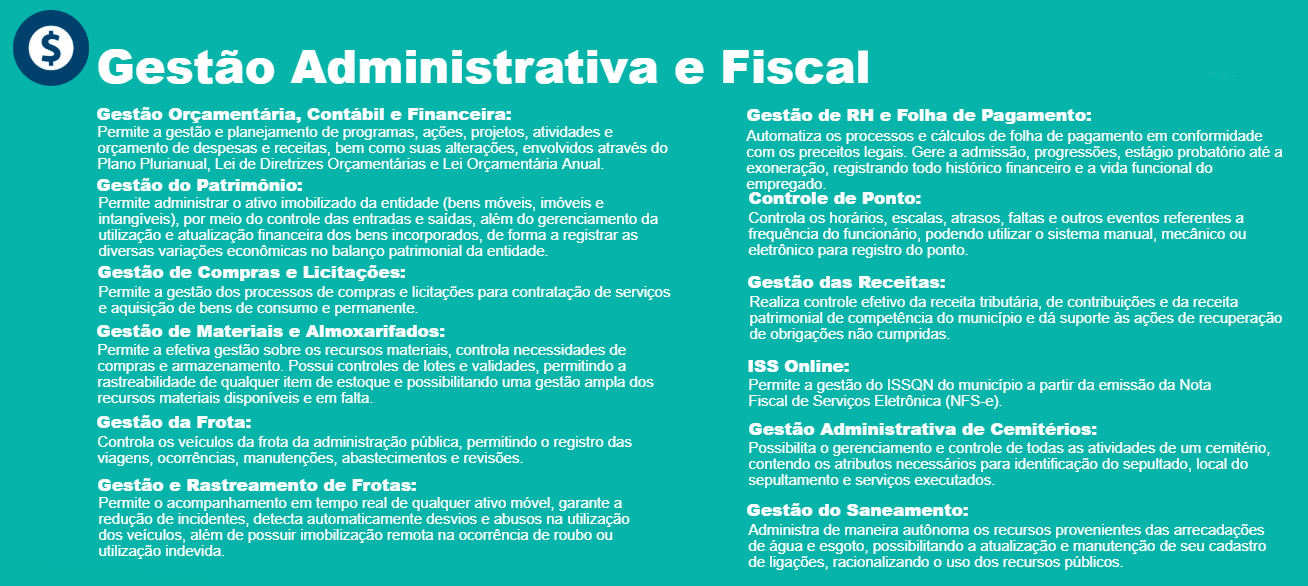 $
Gestão Administrativa e Fiscal
Gestão Orçamentária, Contábil e Financeira:
Permite a gestão e planejamento de programas, ações, projetos, atividades e
orçamento de despesas e receitas, bem como suas alterações, envolvidos através do
Plano Plurianual, Lei de Diretrizes Orçamentárias e Lei Orçamentária Anual.
Gestão do Patrimônio:
Permite administrar o ativo imobilizado da entidade (bens móveis, imóveis e
intangíveis), por meio do controle das entradas e saídas, além do gerenciamento da
utilização e atualização financeira dos bens incorporados, de forma a registrar as
diversas variações econômicas no balanço patrimonial da entidade.
Gestão de Compras e Licitações:
Permite a gestão dos processos de compras e licitações para contratação de serviços
e aquisição de bens de consumo e permanente.
Gestão de Materiais e Almoxarifados:
Permite a efetiva gestão sobre os recursos materiais, controla necessidades de
compras e armazenamento. Possui controles de lotes e validades, permitindo a
rastreabilidade de qualquer item de estoque e possibilitando uma gestão ampla dos
recursos materiais disponíveis e em falta.
Gestão da Frota:
Controla os veículos da frota da administração pública, permitindo o registro das
viagens, ocorrências, manutenções, abastecimentos e revisões.
Gestão e Rastreamento de Frotas:
Permite o acompanhamento em tempo real de qualquer ativo móvel, garante a
redução de incidentes, detecta automaticamente desvios e abusos na utilização
dos veículos, além de possuir imobilização remota na ocorrência de roubo ou
utilização indevida.
Gestão de RH e Folha de Pagamento:
Automatiza os processos e cálculos de folha de pagamento em conformidade
com os preceitos legais. Gere a admissão, progressões, estágio probatório até a
exoneração, registrando todo histórico financeiro e a vida funcional do
empregado.
Controle de Ponto:
Controla os horários, escalas, atrasos, faltas e outros eventos referentes a
frequência do funcionário, podendo utilizar o sistema manual, mecânico ou
eletrônico para registro do ponto.
Gestão das Receitas:
Realiza controle efetivo da receita tributária, de contribuições e da receita
patrimonial de competência do município e dá suporte às ações de recuperação
de obrigações não cumpridas.
ISS Online:
Permite a gestão do ISSQN do município a partir da emissão da Nota
Fiscal de Serviços Eletrônica (NFS-e).
Gestão Administrativa de Cemitérios:
Possibilita o gerenciamento e controle de todas as atividades de um cemitério,
contendo os atributos necessários para identificação do sepultado, local do
sepultamento e serviços executados.
Gestão do Saneamento:
Administra de maneira autônoma os recursos provenientes das arrecadações
de água e esgoto, possibilitando a atualização e manutenção de seu cadastro
de ligações, racionalizando o uso dos recursos públicos.